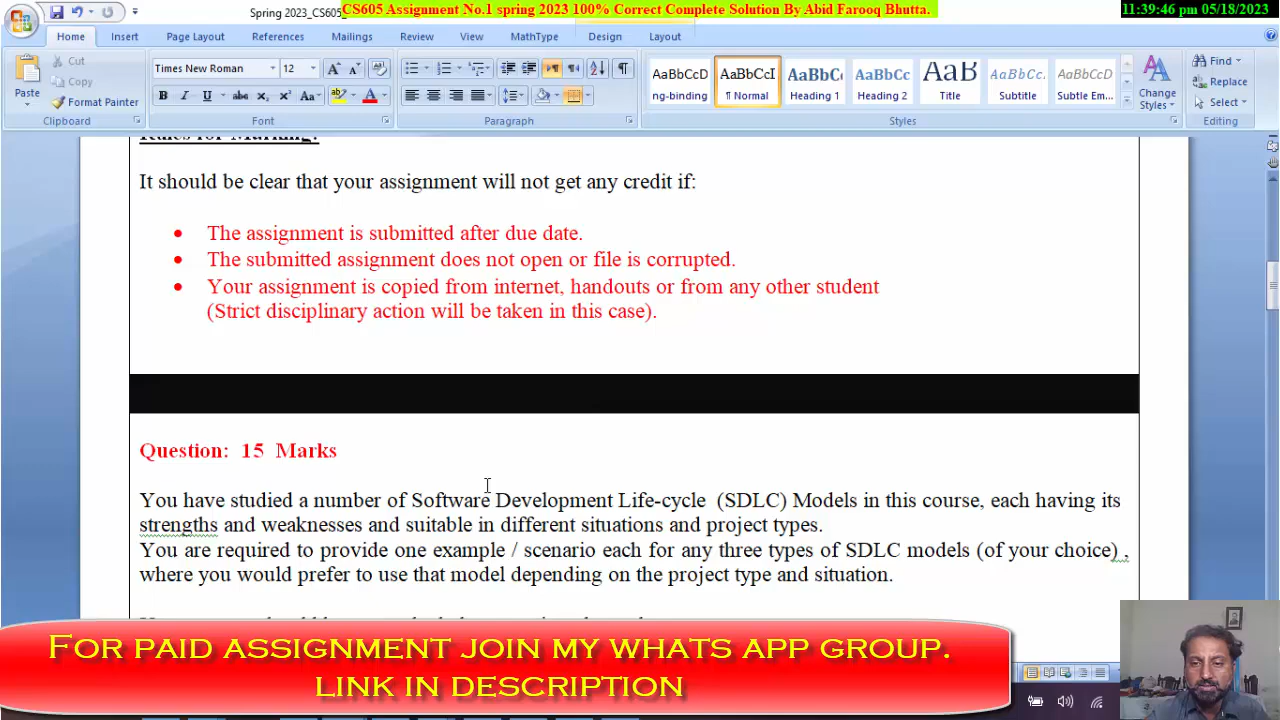 Spring 2023_CS605_
CS605 Assignment No.1 spring 2023 100% Correct Complete Solution By Abid Farooq Bhutta.
11:39:46 pm 05/18/2023
Home Insert Page Layout References Mailings Review View MathType Design Layout
Paste
Cut
Copy
Format Painter
Clipboard
Times New Roman 12
B I U abc x₂ x² Aa
Font
Paragraph
AaBbCcD AaBbCcI AaBbC AaBbCc AaB AaBbCc AaBbCcD
ng-binding ¶ Normal Heading 1 Heading 2 Title Subtitle Subtle Em...
Change Styles
Styles
Find
Replace
Select
Editing
Rules for Marking:
It should be clear that your assignment will not get any credit if:
• The assignment is submitted after due date.
• The submitted assignment does not open or file is corrupted.
• Your assignment is copied from internet, handouts or from any other student
(Strict disciplinary action will be taken in this case).
Question: 15 Marks
You have studied a number of Software Development Life-cycle (SDLC) Models in this course, each having its
strengths and weaknesses and suitable in different situations and project types.
You are required to provide one example / scenario each for any three types of SDLC models (of your choice) ,
where you would prefer to use that model depending on the project type and situation.
For paid assignment join my whats app group.
link in description